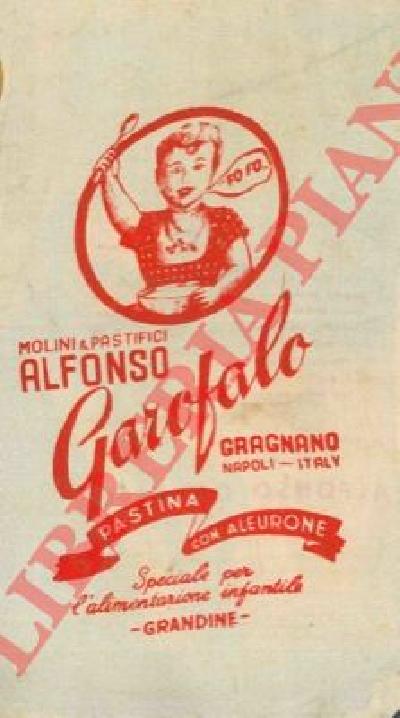 FO FO..
MOLINI & PASTIFICI
ALFONSO
Garofalo
GRAGNANO
NAPOLI — ITALY
PASTINA
CON ALEURONE
Speciale per
l'alimentazione infantile
-GRANDINE-
LIBRERIA PIANI